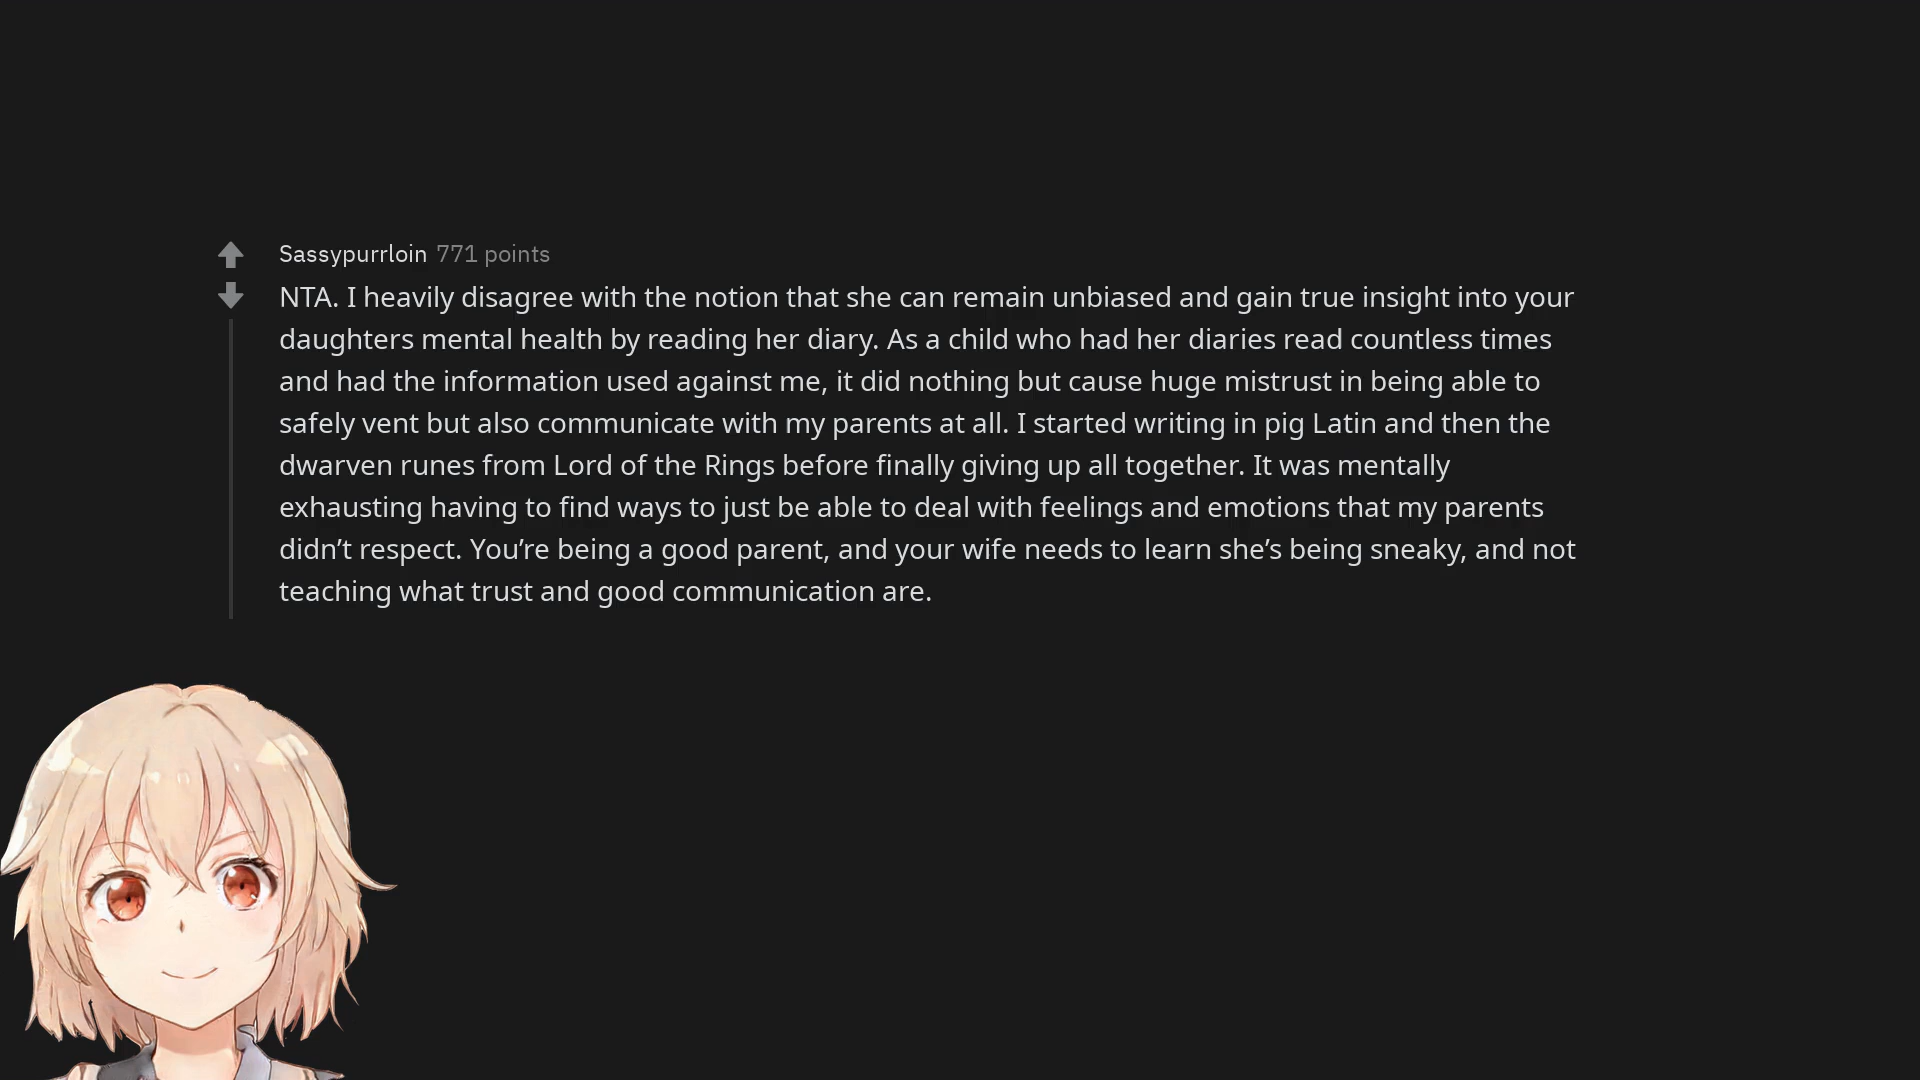 Sassypurrloin 771 points
NTA. I heavily disagree with the notion that she can remain unbiased and gain true insight into your
daughters mental health by reading her diary. As a child who had her diaries read countless times
and had the information used against me, it did nothing but cause huge mistrust in being able to
safely vent but also communicate with my parents at all. I started writing in pig Latin and then the
dwarven runes from Lord of the Rings before finally giving up all together. It was mentally
exhausting having to find ways to just be able to deal with feelings and emotions that my parents
didn’t respect. You’re being a good parent, and your wife needs to learn she’s being sneaky, and not
teaching what trust and good communication are.